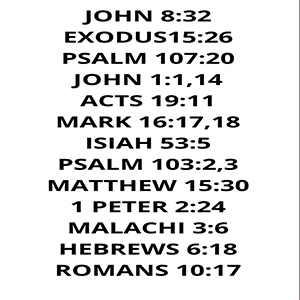 JOHN 8:32
EXODUS15:26
PSALM 107:20
JOHN 1:1,14
ACTS 19:11
MARK 16:17,18
ISIAH 53:5
PSALM 103:2,3
MATTHEW 15:30
1 PETER 2:24
MALACHI 3:6
HEBREWS 6:18
ROMANS 10:17